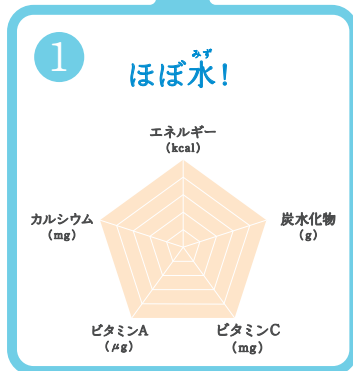 1
みず
ほぼ水!
エネルギー
(kcal)
カルシウム
(mg)
炭水化物
(g)
ビタミンA
(μg)
ビタミンC
(mg)